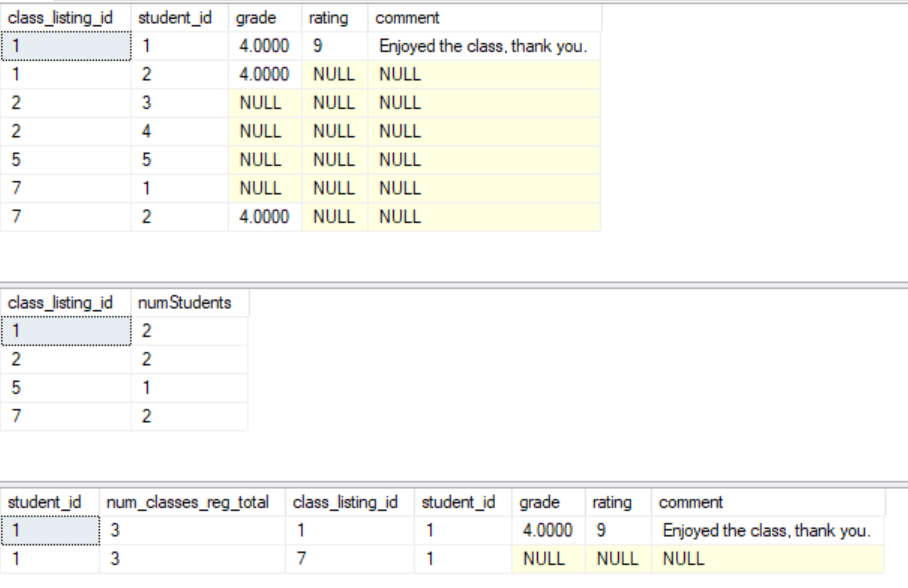 class_listing_id student_id grade rating comment
1 1 4.0000 9 Enjoyed the class, thank you.
1 2 4.0000 NULL NULL
2 3 NULL NULL NULL
2 4 NULL NULL NULL
5 5 NULL NULL NULL
7 1 NULL NULL NULL
7 2 4.0000 NULL NULL
class_listing_id numStudents
1 2
2 2
5 1
7 2
student_id num_classes_reg_total class_listing_id student_id grade rating comment
1 3 1 1 4.0000 9 Enjoyed the class, thank you.
1 3 7 1 NULL NULL NULL